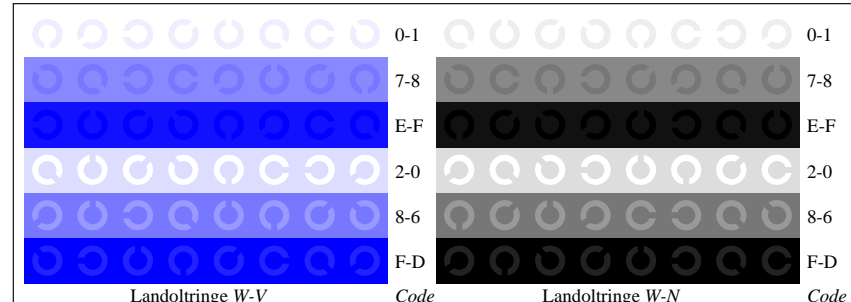 0-1 0-1
7-8 7-8
E-F E-F
2-0 2-0
8-6 8-6
F-D F-D
Landoltringe W-V Code Landoltringe W-N Code